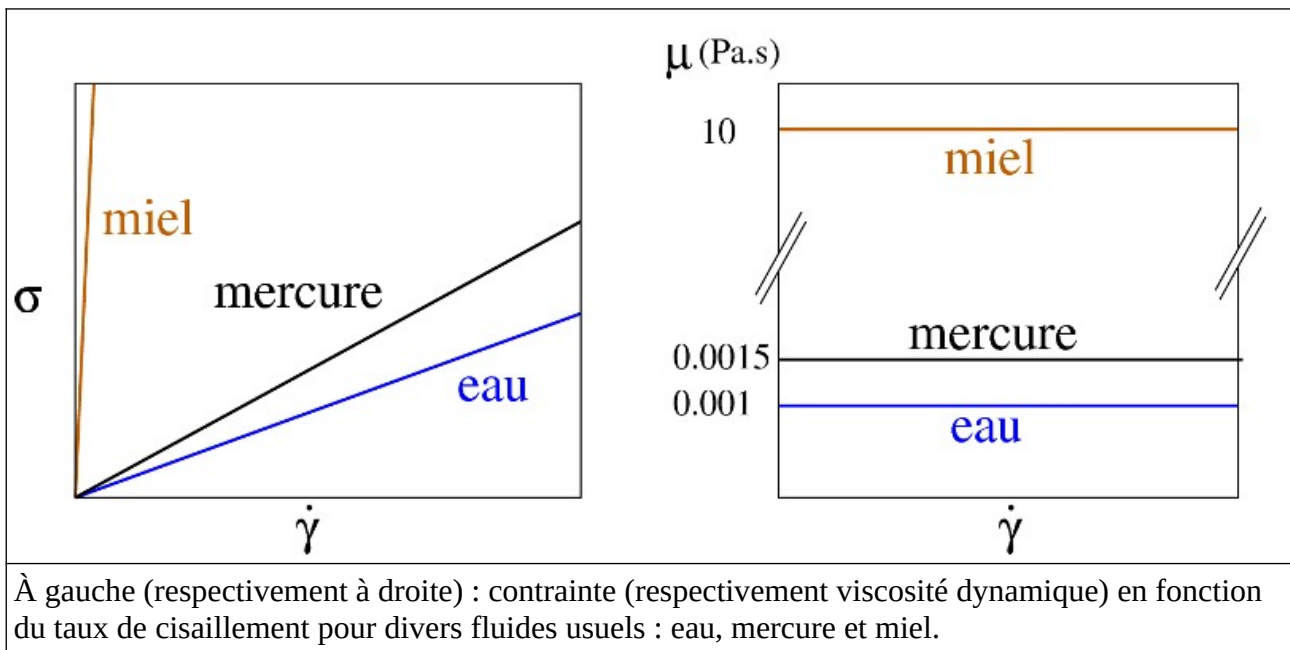 μ (Pa.s)
10
miel
miel
mercure
σ
mercure
0.0015
eau
0.001
eau
γ̇
γ̇
À gauche (respectivement à droite) : contrainte (respectivement viscosité dynamique) en fonction
du taux de cisaillement pour divers fluides usuels : eau, mercure et miel.